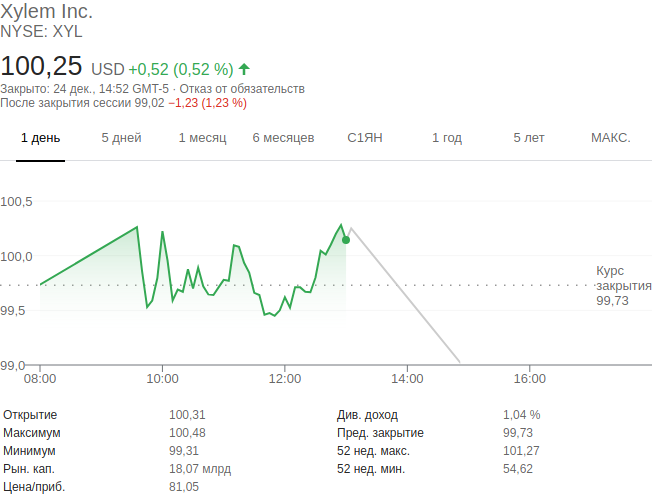 Xylem Inc.
NYSE: XYL
100,25 USD +0,52 (0,52 %)
Закрыто: 24 дек., 14:52 GMT-5 · Отказ от обязательств
После закрытия сессии 99,02 −1,23 (1,23 %)
1 день 5 дней 1 месяц 6 месяцев С1ЯН 1 год 5 лет МАКС.
100,5
100,0
Курс
закрытия
99,73
99,5
99,0
08:00 10:00 12:00 14:00 16:00
Открытие 100,31 Див. доход 1,04 %
Максимум 100,48 Пред. закрытие 99,73
Минимум 99,31 52 нед. макс. 101,27
Рын. кап. 18,07 млрд 52 нед. мин. 54,62
Цена/приб. 81,05